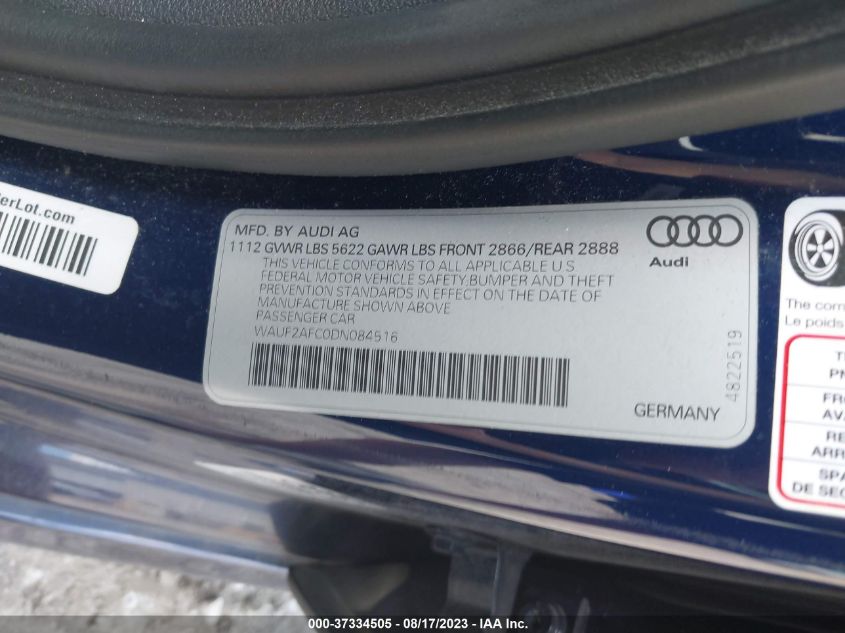 erLot.com
MFD. BY AUDI AG
1112 GVWR LBS 5622 GAWR LBS FRONT 2866/REAR 2888
THIS VEHICLE CONFORMS TO ALL APPLICABLE U S
FEDERAL MOTOR VEHICLE SAFETY,BUMPER AND THEFT
PREVENTION STANDARDS IN EFFECT ON THE DATE OF
MANUFACTURE SHOWN ABOVE
PASSENGER CAR
WAUF2AFC0DN084516
Audi
4822519
GERMANY
The com
Le poids
T
PN
FRO
AVA
RE
ARR
SPA
DE SEC
000-37334505 - 08/17/2023 - IAA Inc.